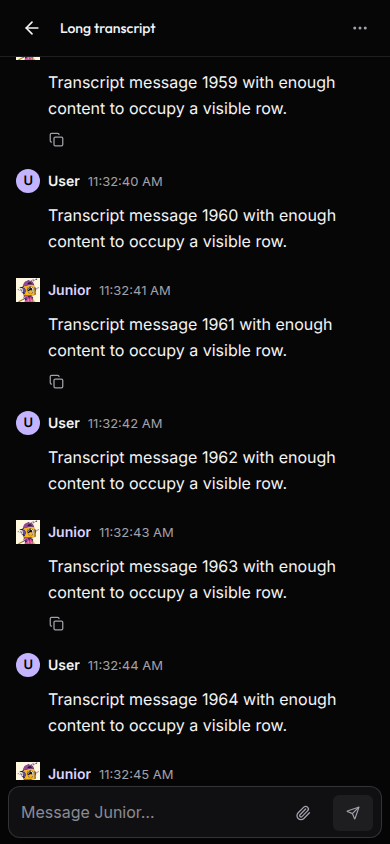 Long transcript
Transcript message 1959 with enough
content to occupy a visible row.
U User 11:32:40 AM
Transcript message 1960 with enough
content to occupy a visible row.
Junior 11:32:41 AM
Transcript message 1961 with enough
content to occupy a visible row.
U User 11:32:42 AM
Transcript message 1962 with enough
content to occupy a visible row.
Junior 11:32:43 AM
Transcript message 1963 with enough
content to occupy a visible row.
U User 11:32:44 AM
Transcript message 1964 with enough
content to occupy a visible row.
Junior 11:32:45 AM
Message Junior...